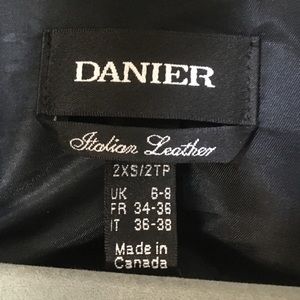 DANIER
Italian Leather
2XS/2TP
UK 6-8
FR 34-36
IT 36-38
Made in
Canada